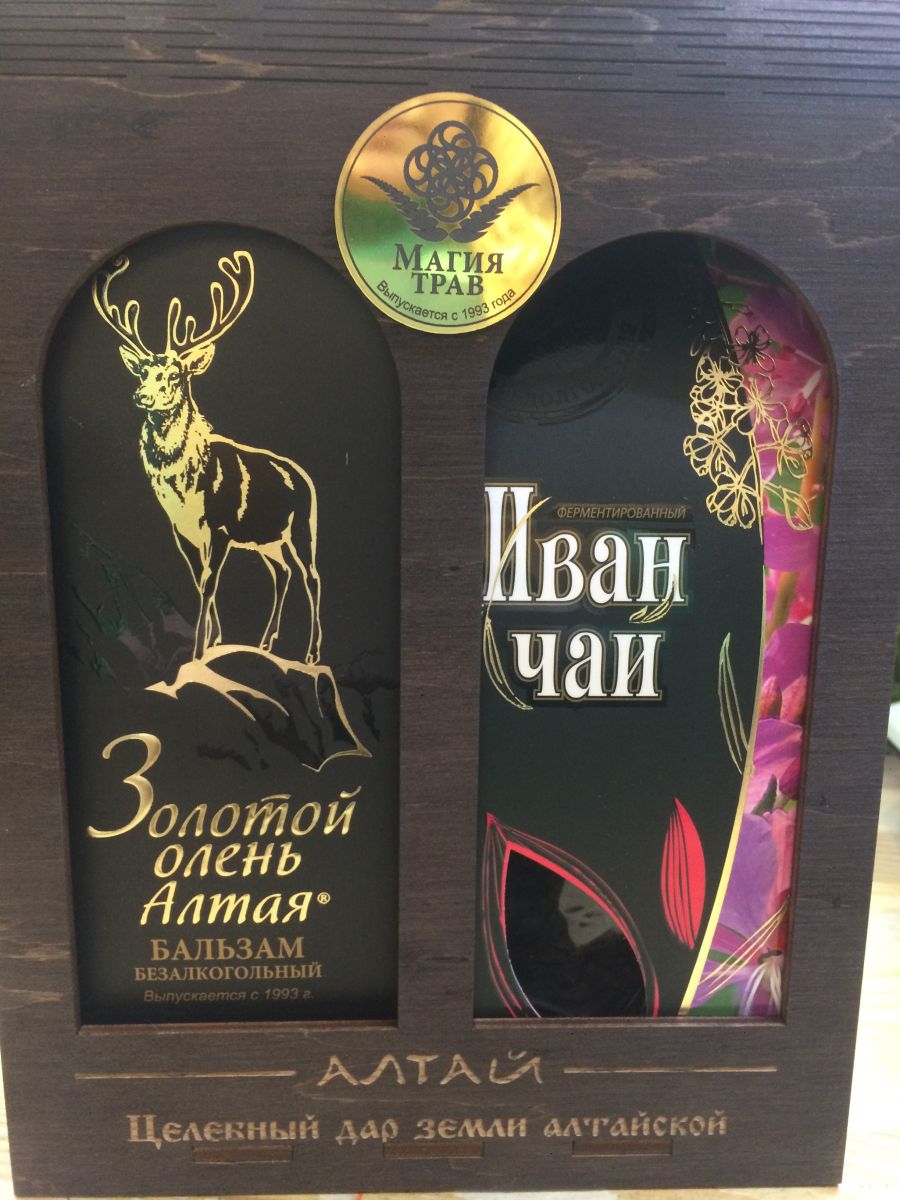 МАГИЯ
ТРАВ
Выпускается с 1993 года
Золотой
олень
Алтая®
БАЛЬЗАМ
БЕЗАЛКОГОЛЬНЫЙ
Выпускается с 1993 г.
ФЕРМЕНТИРОВАННЫЙ
Иван
чай
АЛТАЙ
Целебный дар земли алтайской